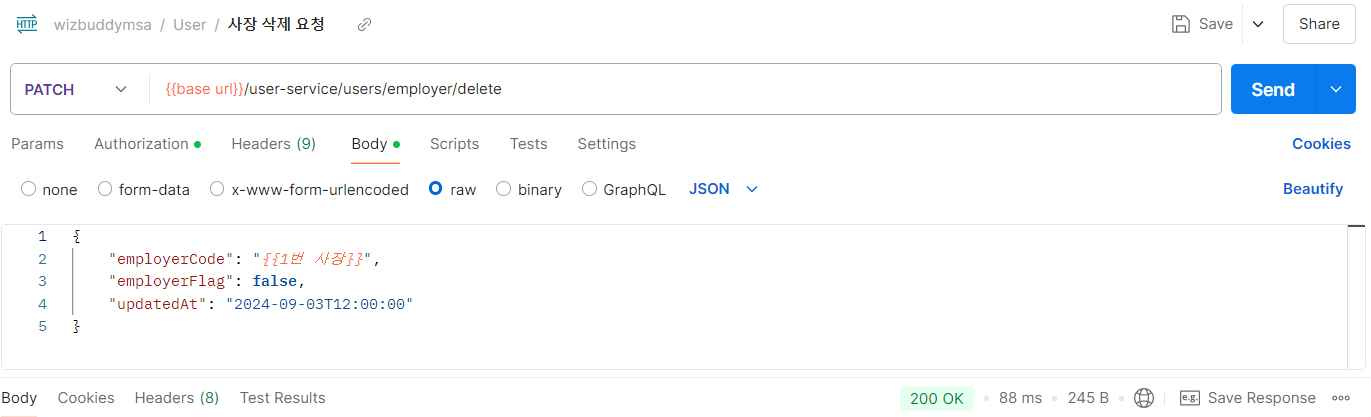 HTTP wizbuddymsa / User / 사장 삭제 요청 Save Share
PATCH {{base url}}/user-service/users/employer/delete Send
Params Authorization Headers (9) Body Scripts Tests Settings Cookies
none form-data x-www-form-urlencoded raw binary GraphQL JSON Beautify
1 {
2 "employerCode": "{{1번 사장}}",
3 "employerFlag": false,
4 "updatedAt": "2024-09-03T12:00:00"
5 }
Body Cookies Headers (8) Test Results 200 OK 88 ms 245 B e.g. Save Response